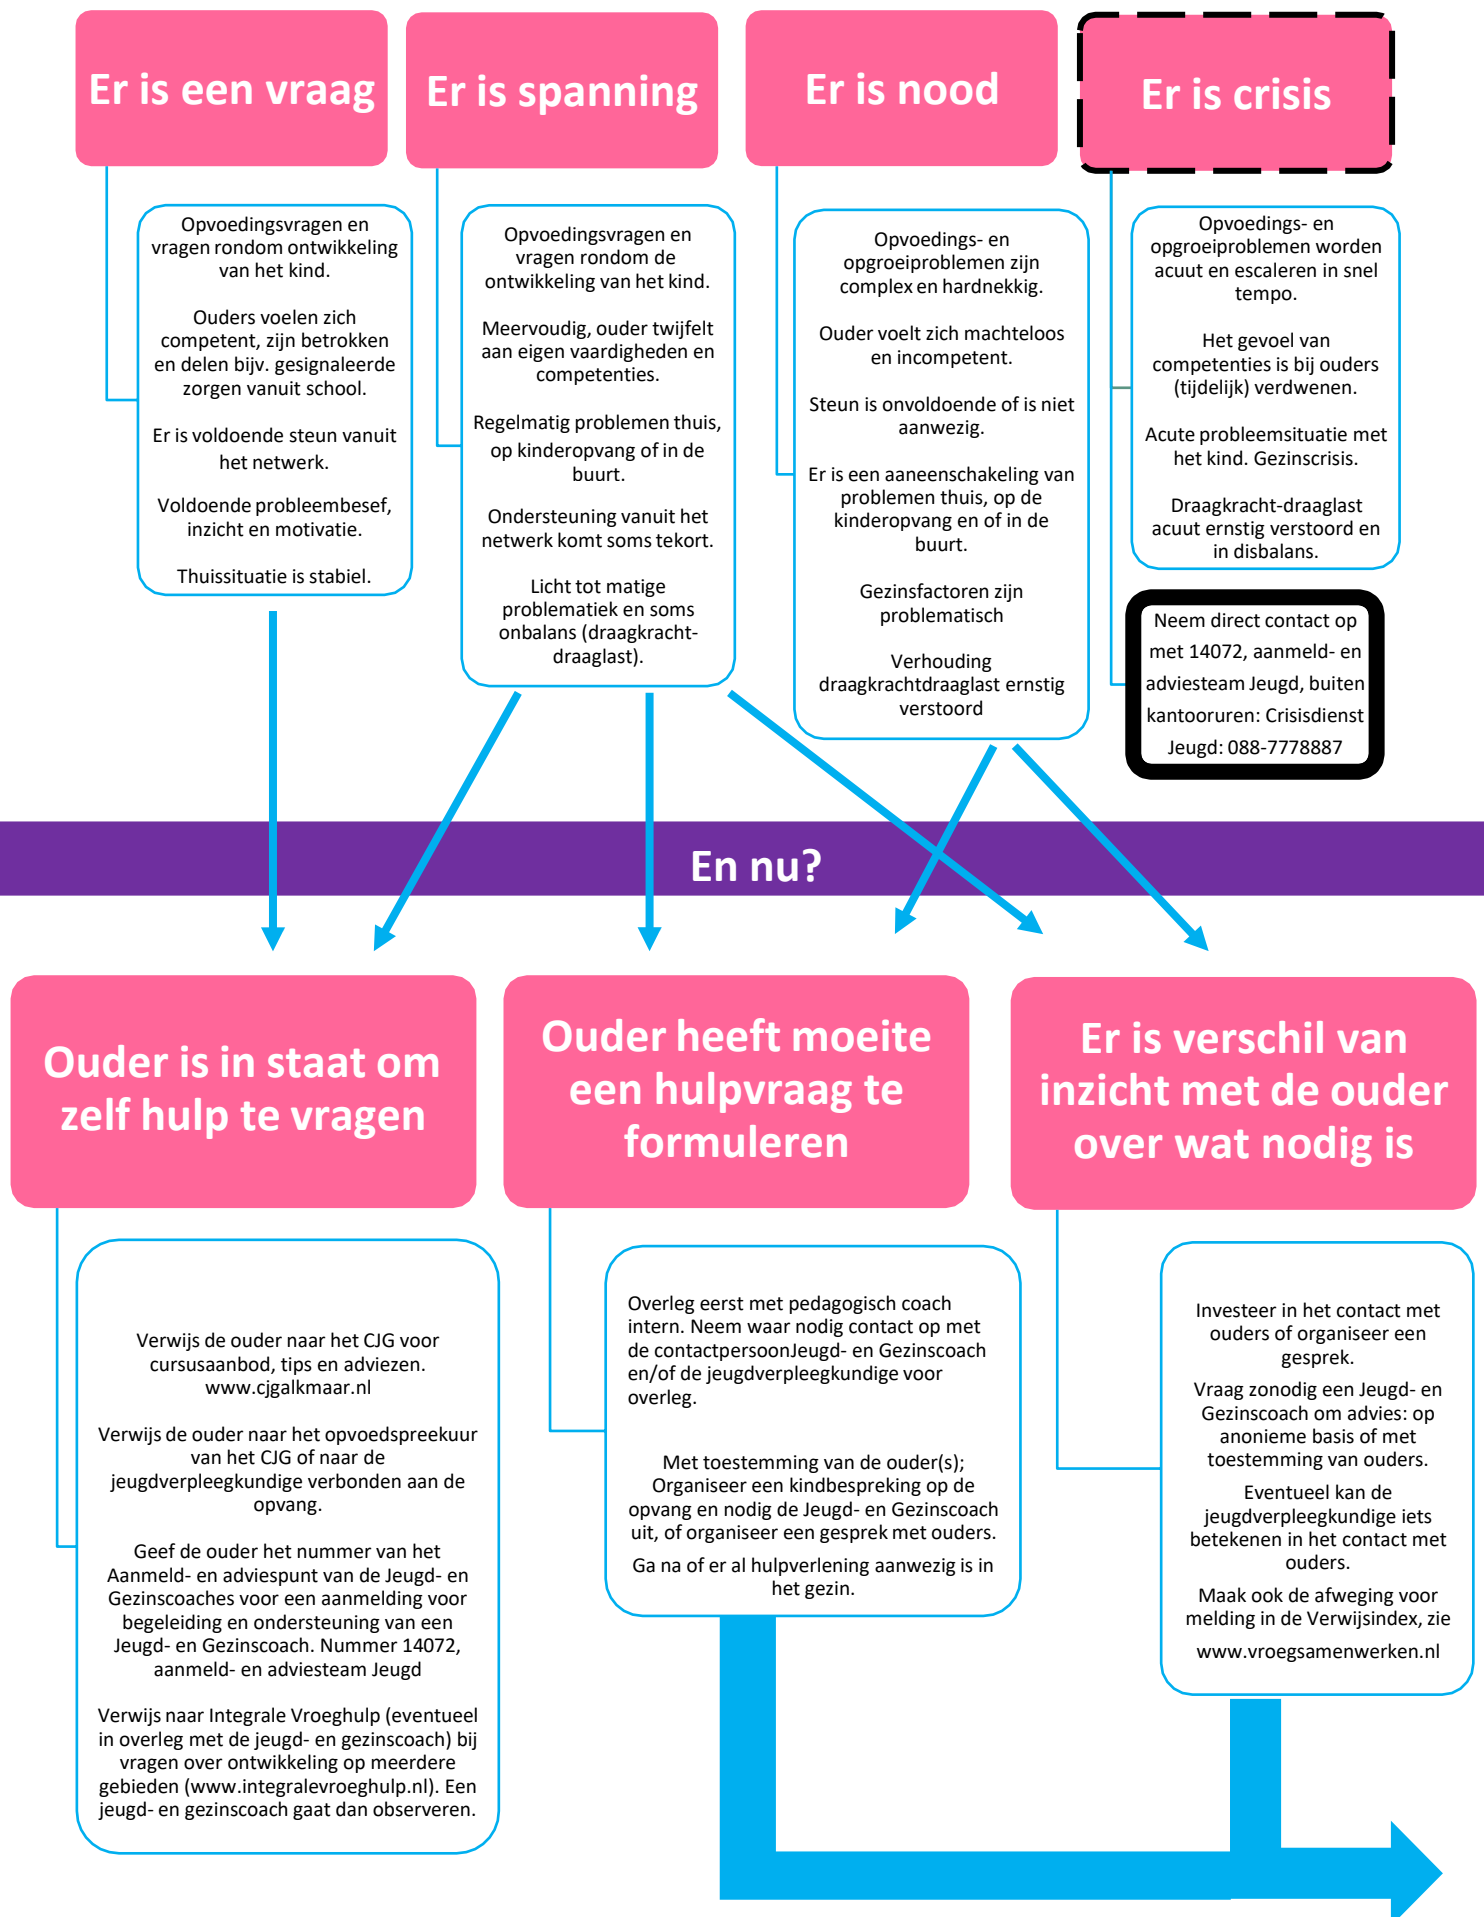 Er is een vraag
Opvoedingsvragen en
vragen rondom ontwikkeling
van het kind.
Ouders voelen zich
competent, zijn betrokken
en delen bijv. gesignaleerde
zorgen vanuit school.
Er is voldoende steun vanuit
het netwerk.
Voldoende probleembesef,
inzicht en motivatie.
Thuissituatie is stabiel.
Er is spanning
Opvoedingsvragen en
vragen rondom de
ontwikkeling van het kind.
Meervoudig, ouder twijfelt
aan eigen vaardigheden en
competenties.
Regelmatig problemen thuis,
op kinderopvang of in de
buurt.
Ondersteuning vanuit het
netwerk komt soms tekort.
Licht tot matige
problematiek en soms
onbalans (draagkracht-
draaglast).
Er is nood
Opvoedings- en
opgroeiproblemen zijn
complex en hardnekkig.
Ouder voelt zich machteloos
en incompetent.
Steun is onvoldoende of is niet
aanwezig.
Er is een aaneenschakeling van
problemen thuis, op de
kinderopvang en of in de
buurt.
Gezinsfactoren zijn
problematisch
Verhouding
draagkrachtdraaglast ernstig
verstoord
Er is crisis
Opvoedings- en
opgroeiproblemen worden
acuut en escaleren in snel
tempo.
Het gevoel van
competenties is bij ouders
(tijdelijk) verdwenen.
Acute probleemsituatie met
het kind. Gezinscrisis.
Draagkracht-draaglast
acuut ernstig verstoord en
in disbalans.
Neem direct contact op
met 14072, aanmeld- en
adviesteam Jeugd, buiten
kantooruren: Crisisdienst
Jeugd: 088-7778887
En nu?
Ouder is in staat om
zelf hulp te vragen
Verwijs de ouder naar het CJG voor
cursusaanbod, tips en adviezen.
www.cjgalkmaar.nl
Verwijs de ouder naar het opvoedspreekuur
van het CJG of naar de
jeugdverpleegkundige verbonden aan de
opvang.
Geef de ouder het nummer van het
Aanmeld- en adviespunt van de Jeugd- en
Gezinscoaches voor een aanmelding voor
begeleiding en ondersteuning van een
Jeugd- en Gezinscoach. Nummer 14072,
aanmeld- en adviesteam Jeugd
Verwijs naar Integrale Vroeghulp (eventueel
in overleg met de jeugd- en gezinscoach) bij
vragen over ontwikkeling op meerdere
gebieden (www.integralevroeghulp.nl). Een
jeugd- en gezinscoach gaat dan observeren.
Ouder heeft moeite
een hulpvraag te
formuleren
Overleg eerst met pedagogisch coach
intern. Neem waar nodig contact op met
de contactpersoonJeugd- en Gezinscoach
en/of de jeugdverpleegkundige voor
overleg.
Met toestemming van de ouder(s);
Organiseer een kindbespreking op de
opvang en nodig de Jeugd- en Gezinscoach
uit, of organiseer een gesprek met ouders.
Ga na of er al hulpverlening aanwezig is in
het gezin.
Er is verschil van
inzicht met de ouder
over wat nodig is
Investeer in het contact met
ouders of organiseer een
gesprek.
Vraag zonodig een Jeugd- en
Gezinscoach om advies: op
anonieme basis of met
toestemming van ouders.
Eventueel kan de
jeugdverpleegkundige iets
betekenen in het contact met
ouders.
Maak ook de afweging voor
melding in de Verwijsindex, zie
www.vroegsamenwerken.nl